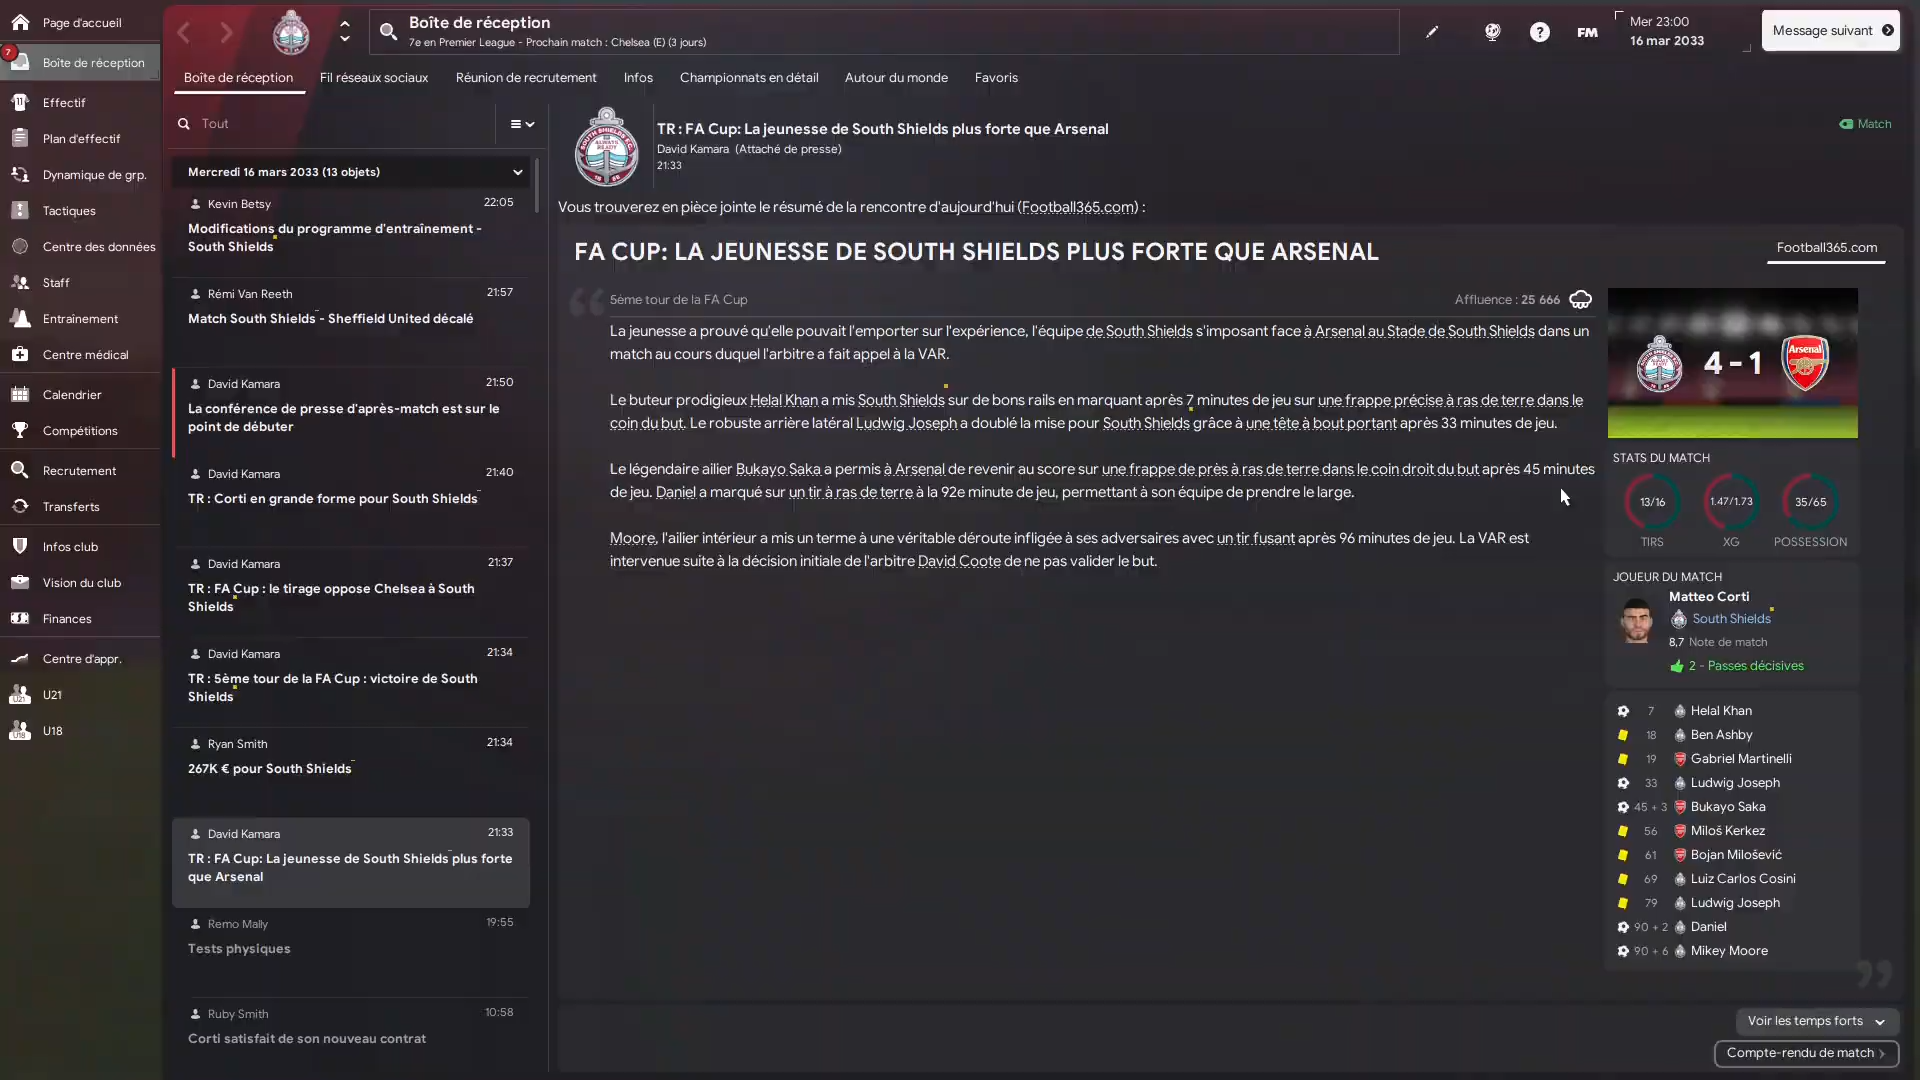 Page d'accueil
7
Boîte de réception
Effectif
Plan d'effectif
Dynamique de grp.
Tactiques
Centre des données
Staff
Entraînement
Centre médical
Calendrier
Compétitions
Recrutement
Transferts
Infos club
Vision du club
Finances
Centre d'appr.
U21
U18
Boîte de réception
7e en Premier League - Prochain match : Chelsea (E) (3 jours)
FM
Mer 23:00
16 mar 2033
Message suivant
Boîte de réception
Fil réseaux sociaux
Réunion de recrutement
Infos
Championnats en détail
Autour du monde
Favoris
Tout
Mercredi 16 mars 2033 (13 objets)
Kevin Betsy 22:05
Modifications du programme d'entraînement -
South Shields
Rémi Van Reeth 21:57
Match South Shields - Sheffield United décalé
David Kamara 21:50
La conférence de presse d'après-match est sur le
point de débuter
David Kamara 21:40
TR : Corti en grande forme pour South Shields
David Kamara 21:37
TR : FA Cup : le tirage oppose Chelsea à South
Shields
David Kamara 21:34
TR : 5ème tour de la FA Cup : victoire de South
Shields
Ryan Smith 21:34
267K € pour South Shields
David Kamara 21:33
TR : FA Cup: La jeunesse de South Shields plus forte
que Arsenal
Remo Mally 19:55
Tests physiques
Ruby Smith 10:58
Corti satisfait de son nouveau contrat
TR : FA Cup: La jeunesse de South Shields plus forte que Arsenal
David Kamara (Attaché de presse)
21:33
Match
Vous trouverez en pièce jointe le résumé de la rencontre d'aujourd'hui (Football365.com) :
FA CUP: LA JEUNESSE DE SOUTH SHIELDS PLUS FORTE QUE ARSENAL
Football365.com
5ème tour de la FA Cup
Affluence : 25 666
La jeunesse a prouvé qu'elle pouvait l'emporter sur l'expérience, l'équipe de South Shields s'imposant face à Arsenal au Stade de South Shields dans un
match au cours duquel l'arbitre a fait appel à la VAR.
Le buteur prodigieux Helal Khan a mis South Shields sur de bons rails en marquant après 7 minutes de jeu sur une frappe précise à ras de terre dans le
coin du but. Le robuste arrière latéral Ludwig Joseph a doublé la mise pour South Shields grâce à une tête à bout portant après 33 minutes de jeu.
Le légendaire ailier Bukayo Saka a permis à Arsenal de revenir au score sur une frappe de près à ras de terre dans le coin droit du but après 45 minutes
de jeu. Daniel a marqué sur un tir à ras de terre à la 92e minute de jeu, permettant à son équipe de prendre le large.
Moore, l'ailier intérieur a mis un terme à une véritable déroute infligée à ses adversaires avec un tir fusant après 96 minutes de jeu. La VAR est
intervenue suite à la décision initiale de l'arbitre David Coote de ne pas valider le but.
4 - 1
Arsenal
STATS DU MATCH
13/16
1.47/1.73
35/65
TIRS
XG
POSSESSION
JOUEUR DU MATCH
Matteo Corti
South Shields
8,7 Note de match
2 - Passes décisives
7 Helal Khan
18 Ben Ashby
19 Gabriel Martinelli
33 Ludwig Joseph
45 + 3 Bukayo Saka
56 Miloš Kerkez
61 Bojan Milošević
69 Luiz Carlos Cosini
79 Ludwig Joseph
90 + 2 Daniel
90 + 6 Mikey Moore
Voir les temps forts
Compte-rendu de match